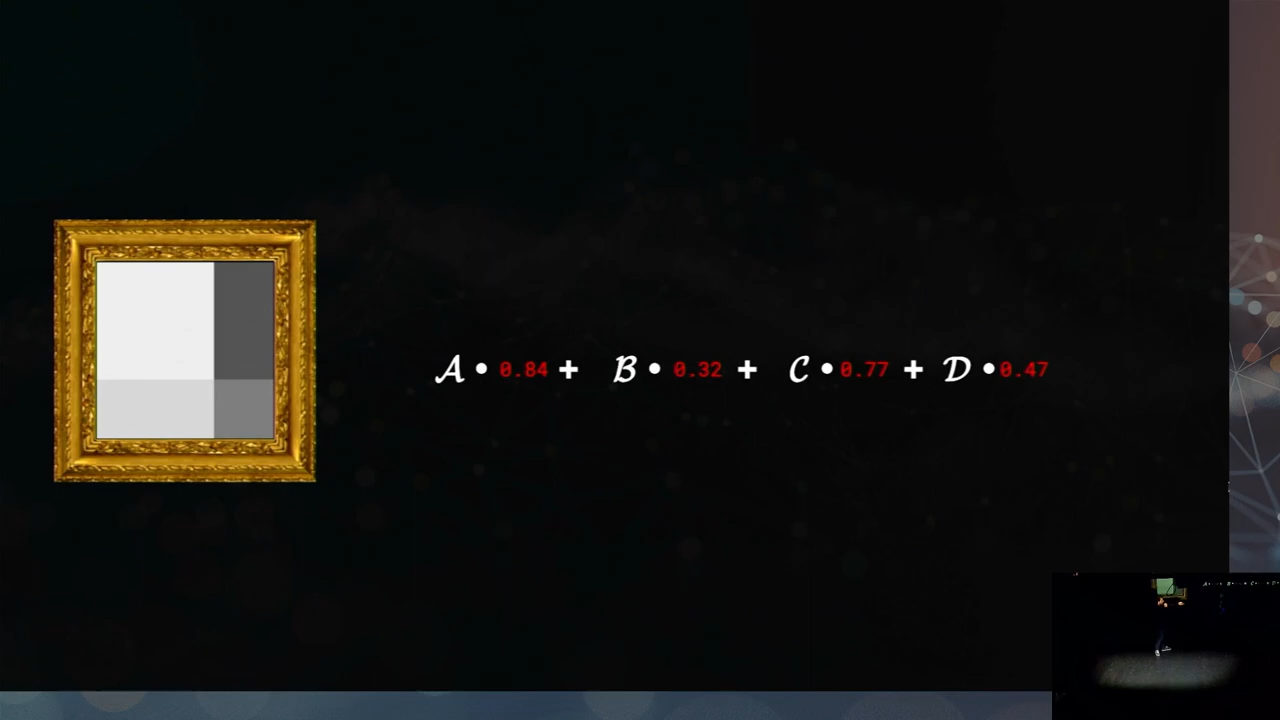 𝒜 • 0.84 + ℬ • 0.32 + 𝒞 • 0.77 + 𝒟 • 0.47